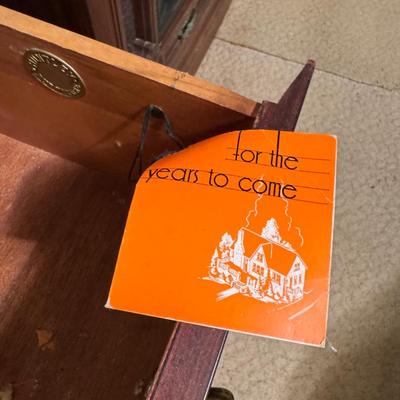 for the
years to come